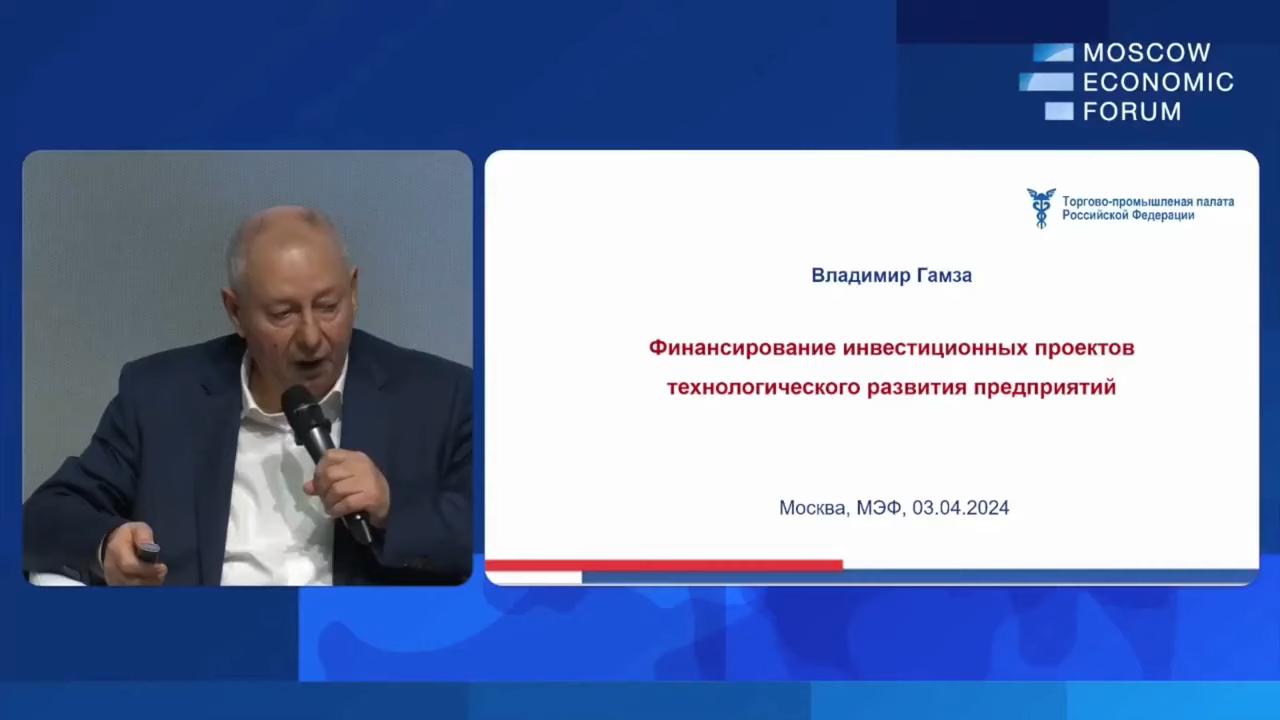 MOSCOW
ECONOMIC
FORUM
Торгово-промышленая палата
Российской Федерации
Владимир Гамза
Финансирование инвестиционных проектов
технологического развития предприятий
Москва, МЭФ, 03.04.2024